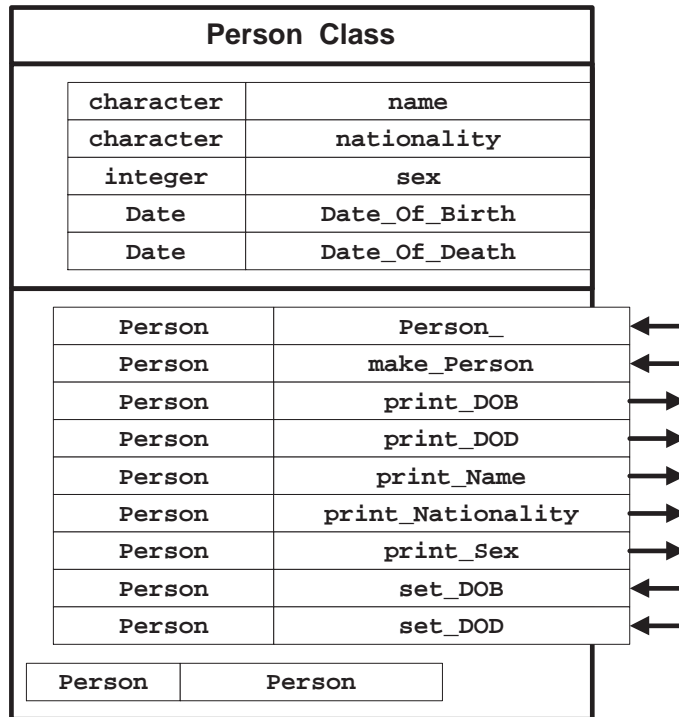 Person Class
character name
character nationality
integer sex
Date Date_Of_Birth
Date Date_Of_Death
Person Person_
Person make_Person
Person print_DOB
Person print_DOD
Person print_Name
Person print_Nationality
Person print_Sex
Person set_DOB
Person set_DOD
Person Person